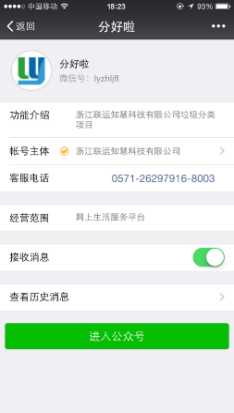 中国移动 18:23 93%
返回 分好啦
分好啦
微信号：lyzhljfl
功能介绍 浙江联运智慧科技有限公司垃圾分类
项目
帐号主体 浙江联运智慧科技有限公司
客服电话 0571-26297916-8003
经营范围 网上生活服务平台
接收消息
查看历史消息
进入公众号